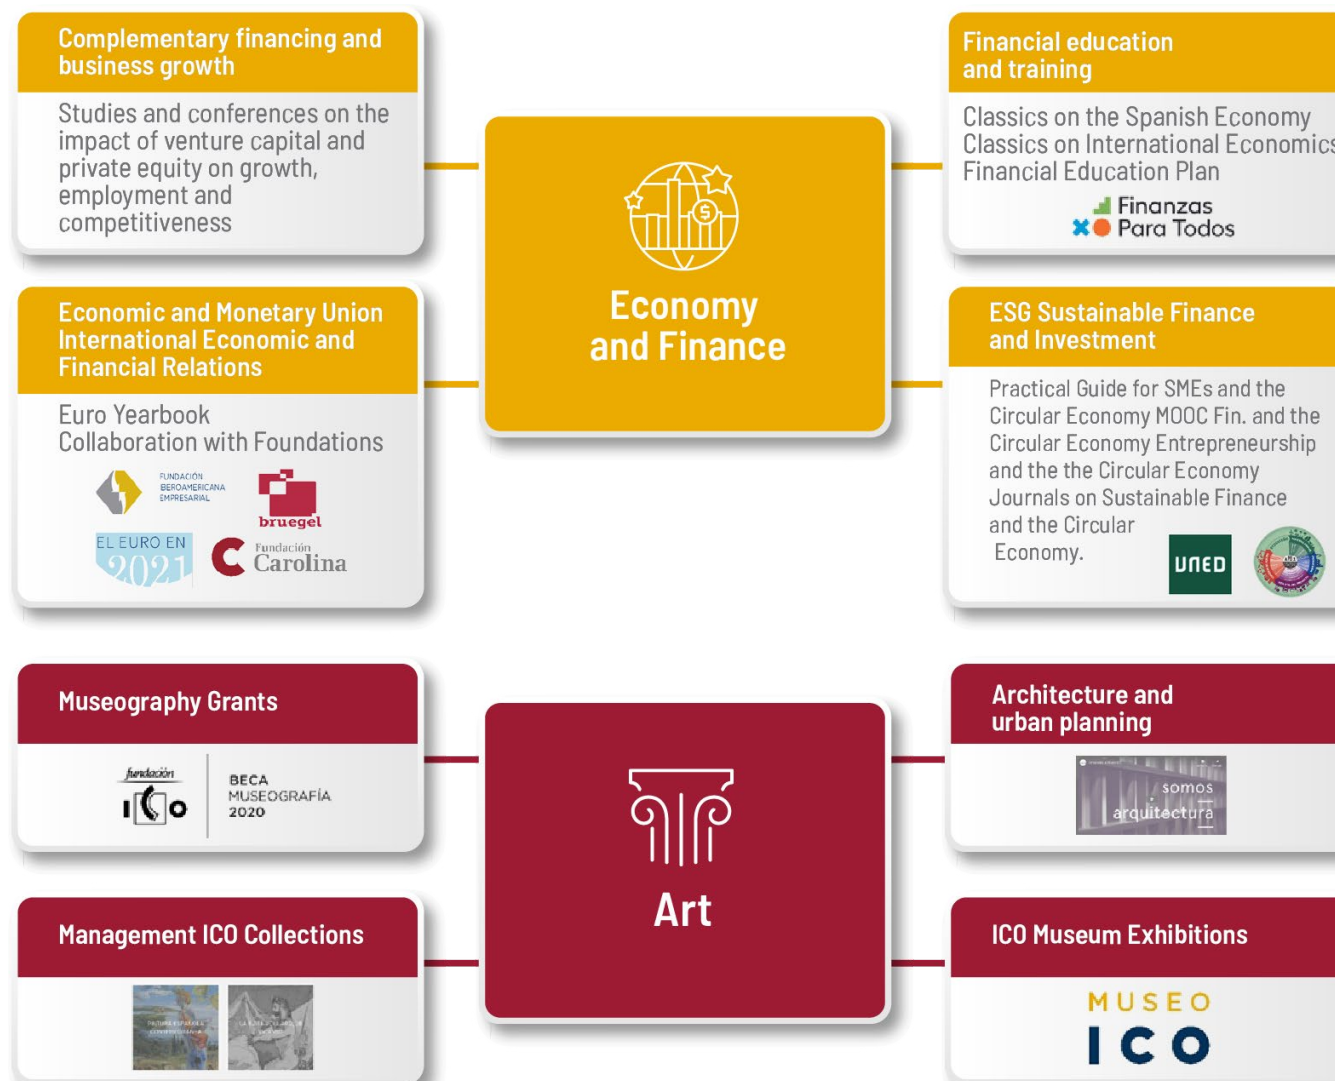 Complementary financing and
business growth
Studies and conferences on the
impact of venture capital and
private equity on growth,
employment and
competitiveness
Economic and Monetary Union
International Economic and
Financial Relations
Euro Yearbook
Collaboration with Foundations
FUNDACIÓN
IBEROAMERICANA
EMPRESARIAL
bruegel
EL EURO EN
2021
Fundación
Carolina
Economy
and Finance
Financial education
and training
Classics on the Spanish Economy
Classics on International Economics
Financial Education Plan
Finanzas
Para Todos
ESG Sustainable Finance
and Investment
Practical Guide for SMEs and the
Circular Economy MOOC Fin. and the
Circular Economy Entrepreneurship
and the the Circular Economy
Journals on Sustainable Finance
and the Circular
Economy.
UNED
Museography Grants
fundación
ICO
BECA
MUSEOGRAFÍA
2020
Management ICO Collections
Art
Architecture and
urban planning
somos
arquitectura
ICO Museum Exhibitions
MUSEO
ICO